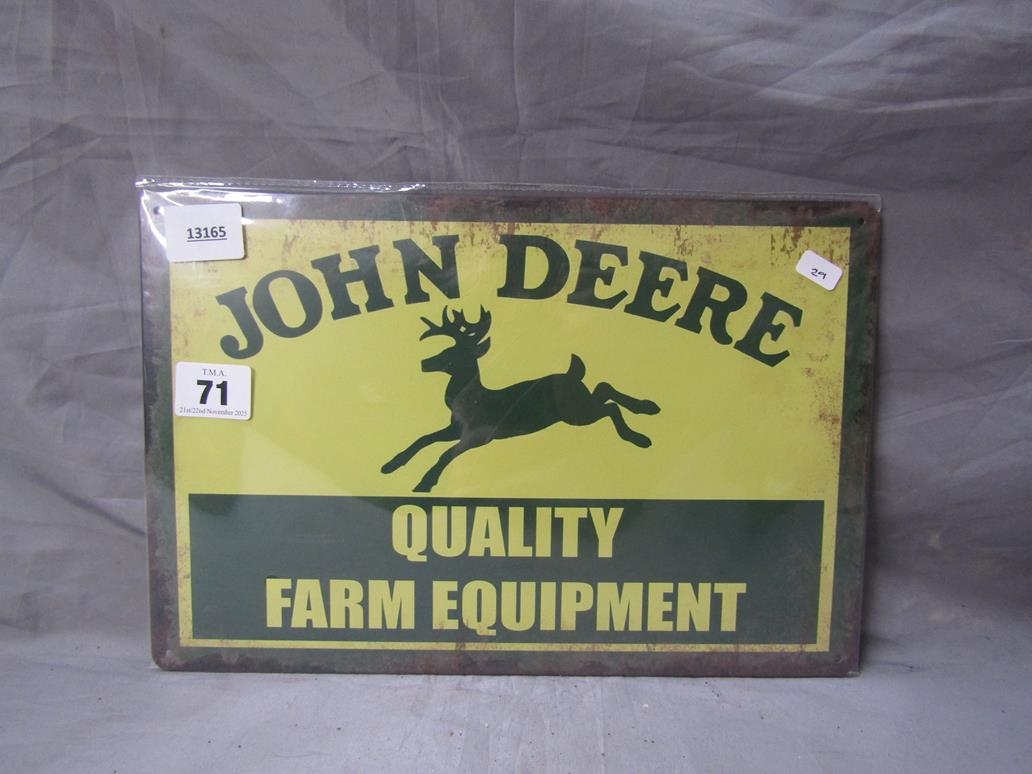 13165
29
JOHN DEERE
T.M.A.
71
21st/22nd November 2025
QUALITY
FARM EQUIPMENT